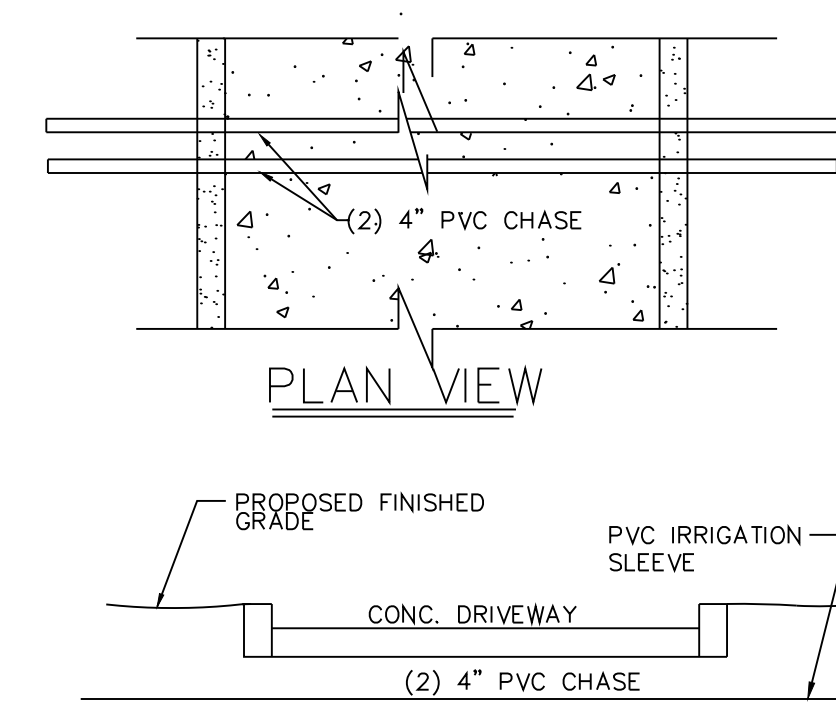 (2) 4" PVC CHASE
PLAN VIEW
PROPOSED FINISHED
GRADE
PVC IRRIGATION
SLEEVE
CONC. DRIVEWAY
(2) 4" PVC CHASE